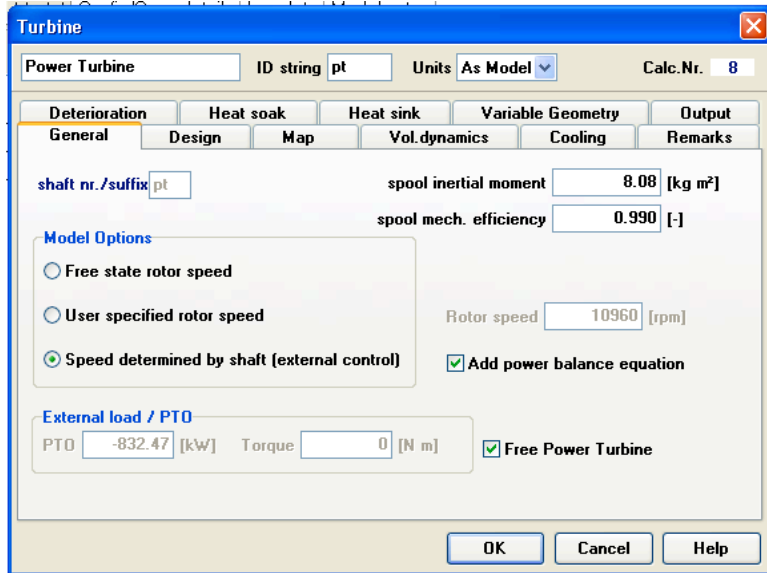 Turbine
Power Turbine ID string pt Units As Model Calc.Nr. 8
Deterioration Heat soak Heat sink Variable Geometry Output
General Design Map Vol.dynamics Cooling Remarks
shaft nr./suffix pt spool inertial moment 8.08 [kg m²]
spool mech. efficiency 0.990 [-]
Model Options
Free state rotor speed
User specified rotor speed Rotor speed 10960 [rpm]
Speed determined by shaft (external control) Add power balance equation
External load / PTO
PTO -832.47 [kW] Torque 0 [N m] Free Power Turbine
OK Cancel Help